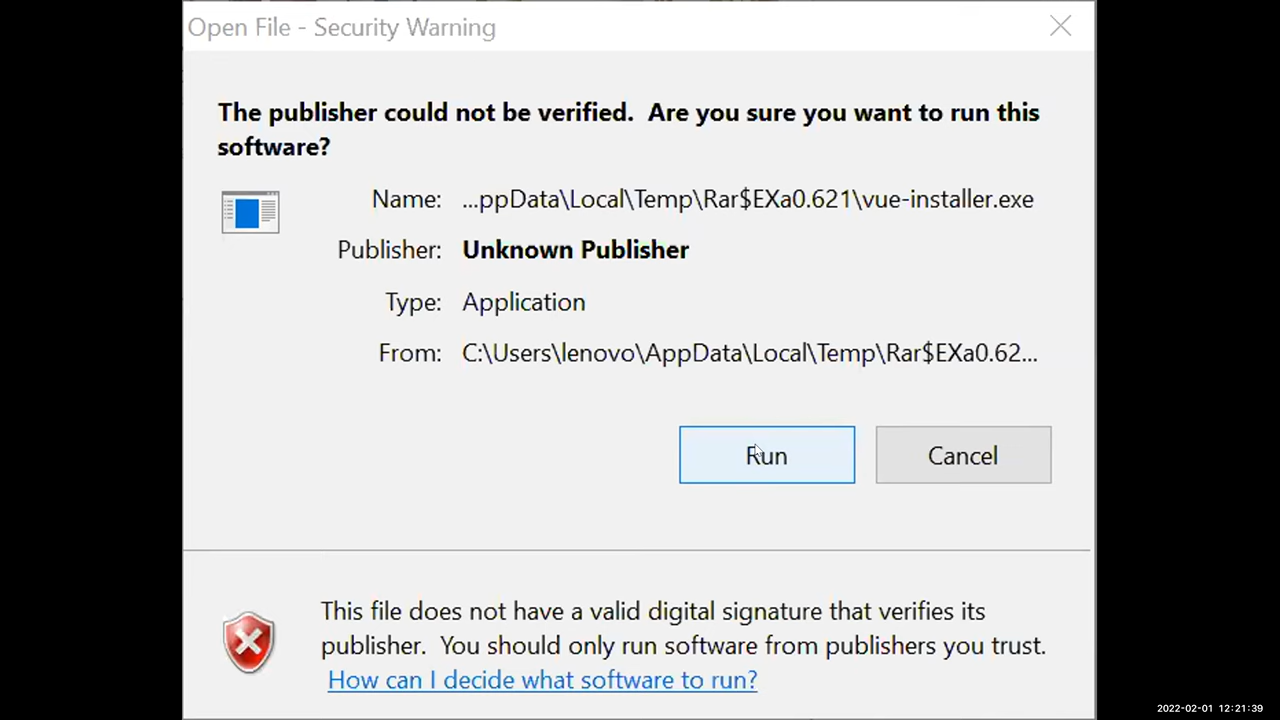 Open File - Security Warning
The publisher could not be verified.  Are you sure you want to run this
software?
Name: ...ppData\Local\Temp\Rar$EXa0.621\vue-installer.exe
Publisher: Unknown Publisher
Type: Application
From: C:\Users\lenovo\AppData\Local\Temp\Rar$EXa0.62...
Run Cancel
This file does not have a valid digital signature that verifies its
publisher.  You should only run software from publishers you trust.
How can I decide what software to run?
2022-02-01 12:21:39